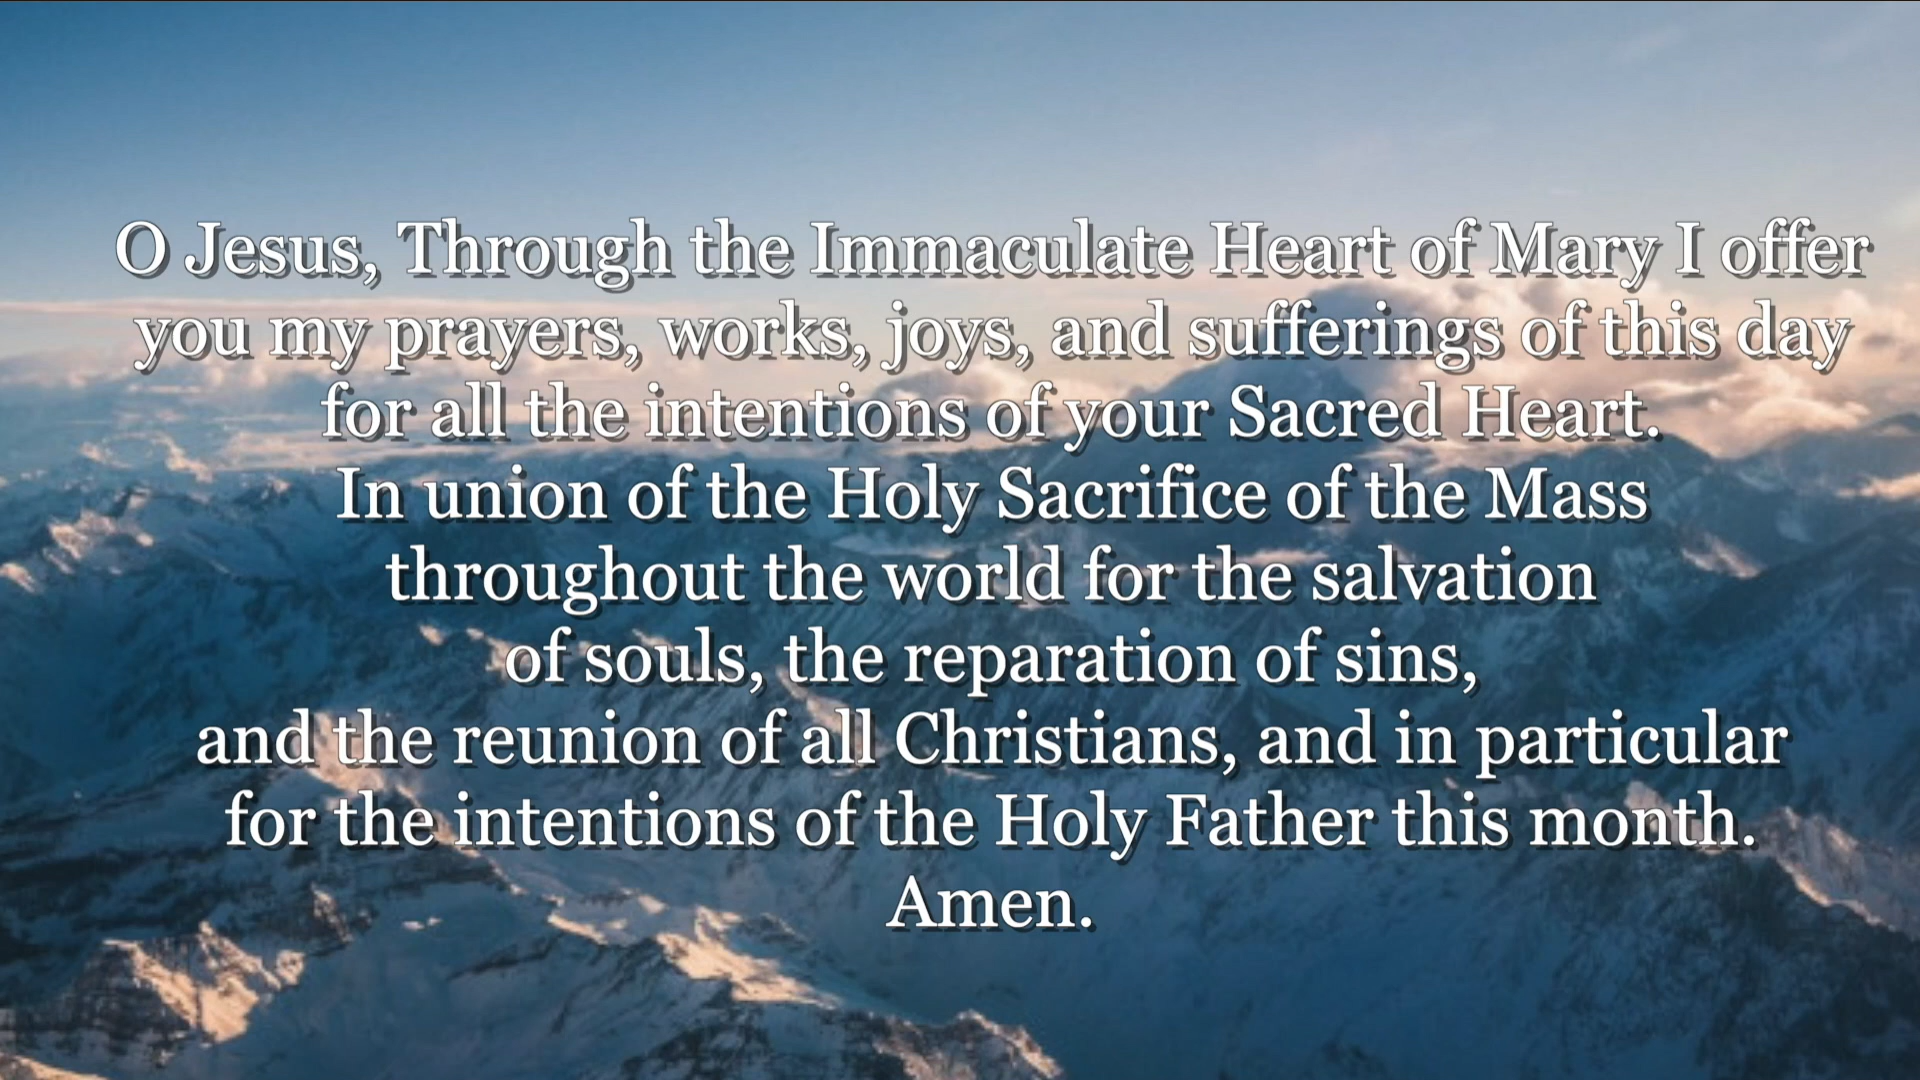 O Jesus, Through the Immaculate Heart of Mary I offer
you my prayers, works, joys, and sufferings of this day
for all the intentions of your Sacred Heart.
In union of the Holy Sacrifice of the Mass
throughout the world for the salvation
of souls, the reparation of sins,
and the reunion of all Christians, and in particular
for the intentions of the Holy Father this month.
Amen.